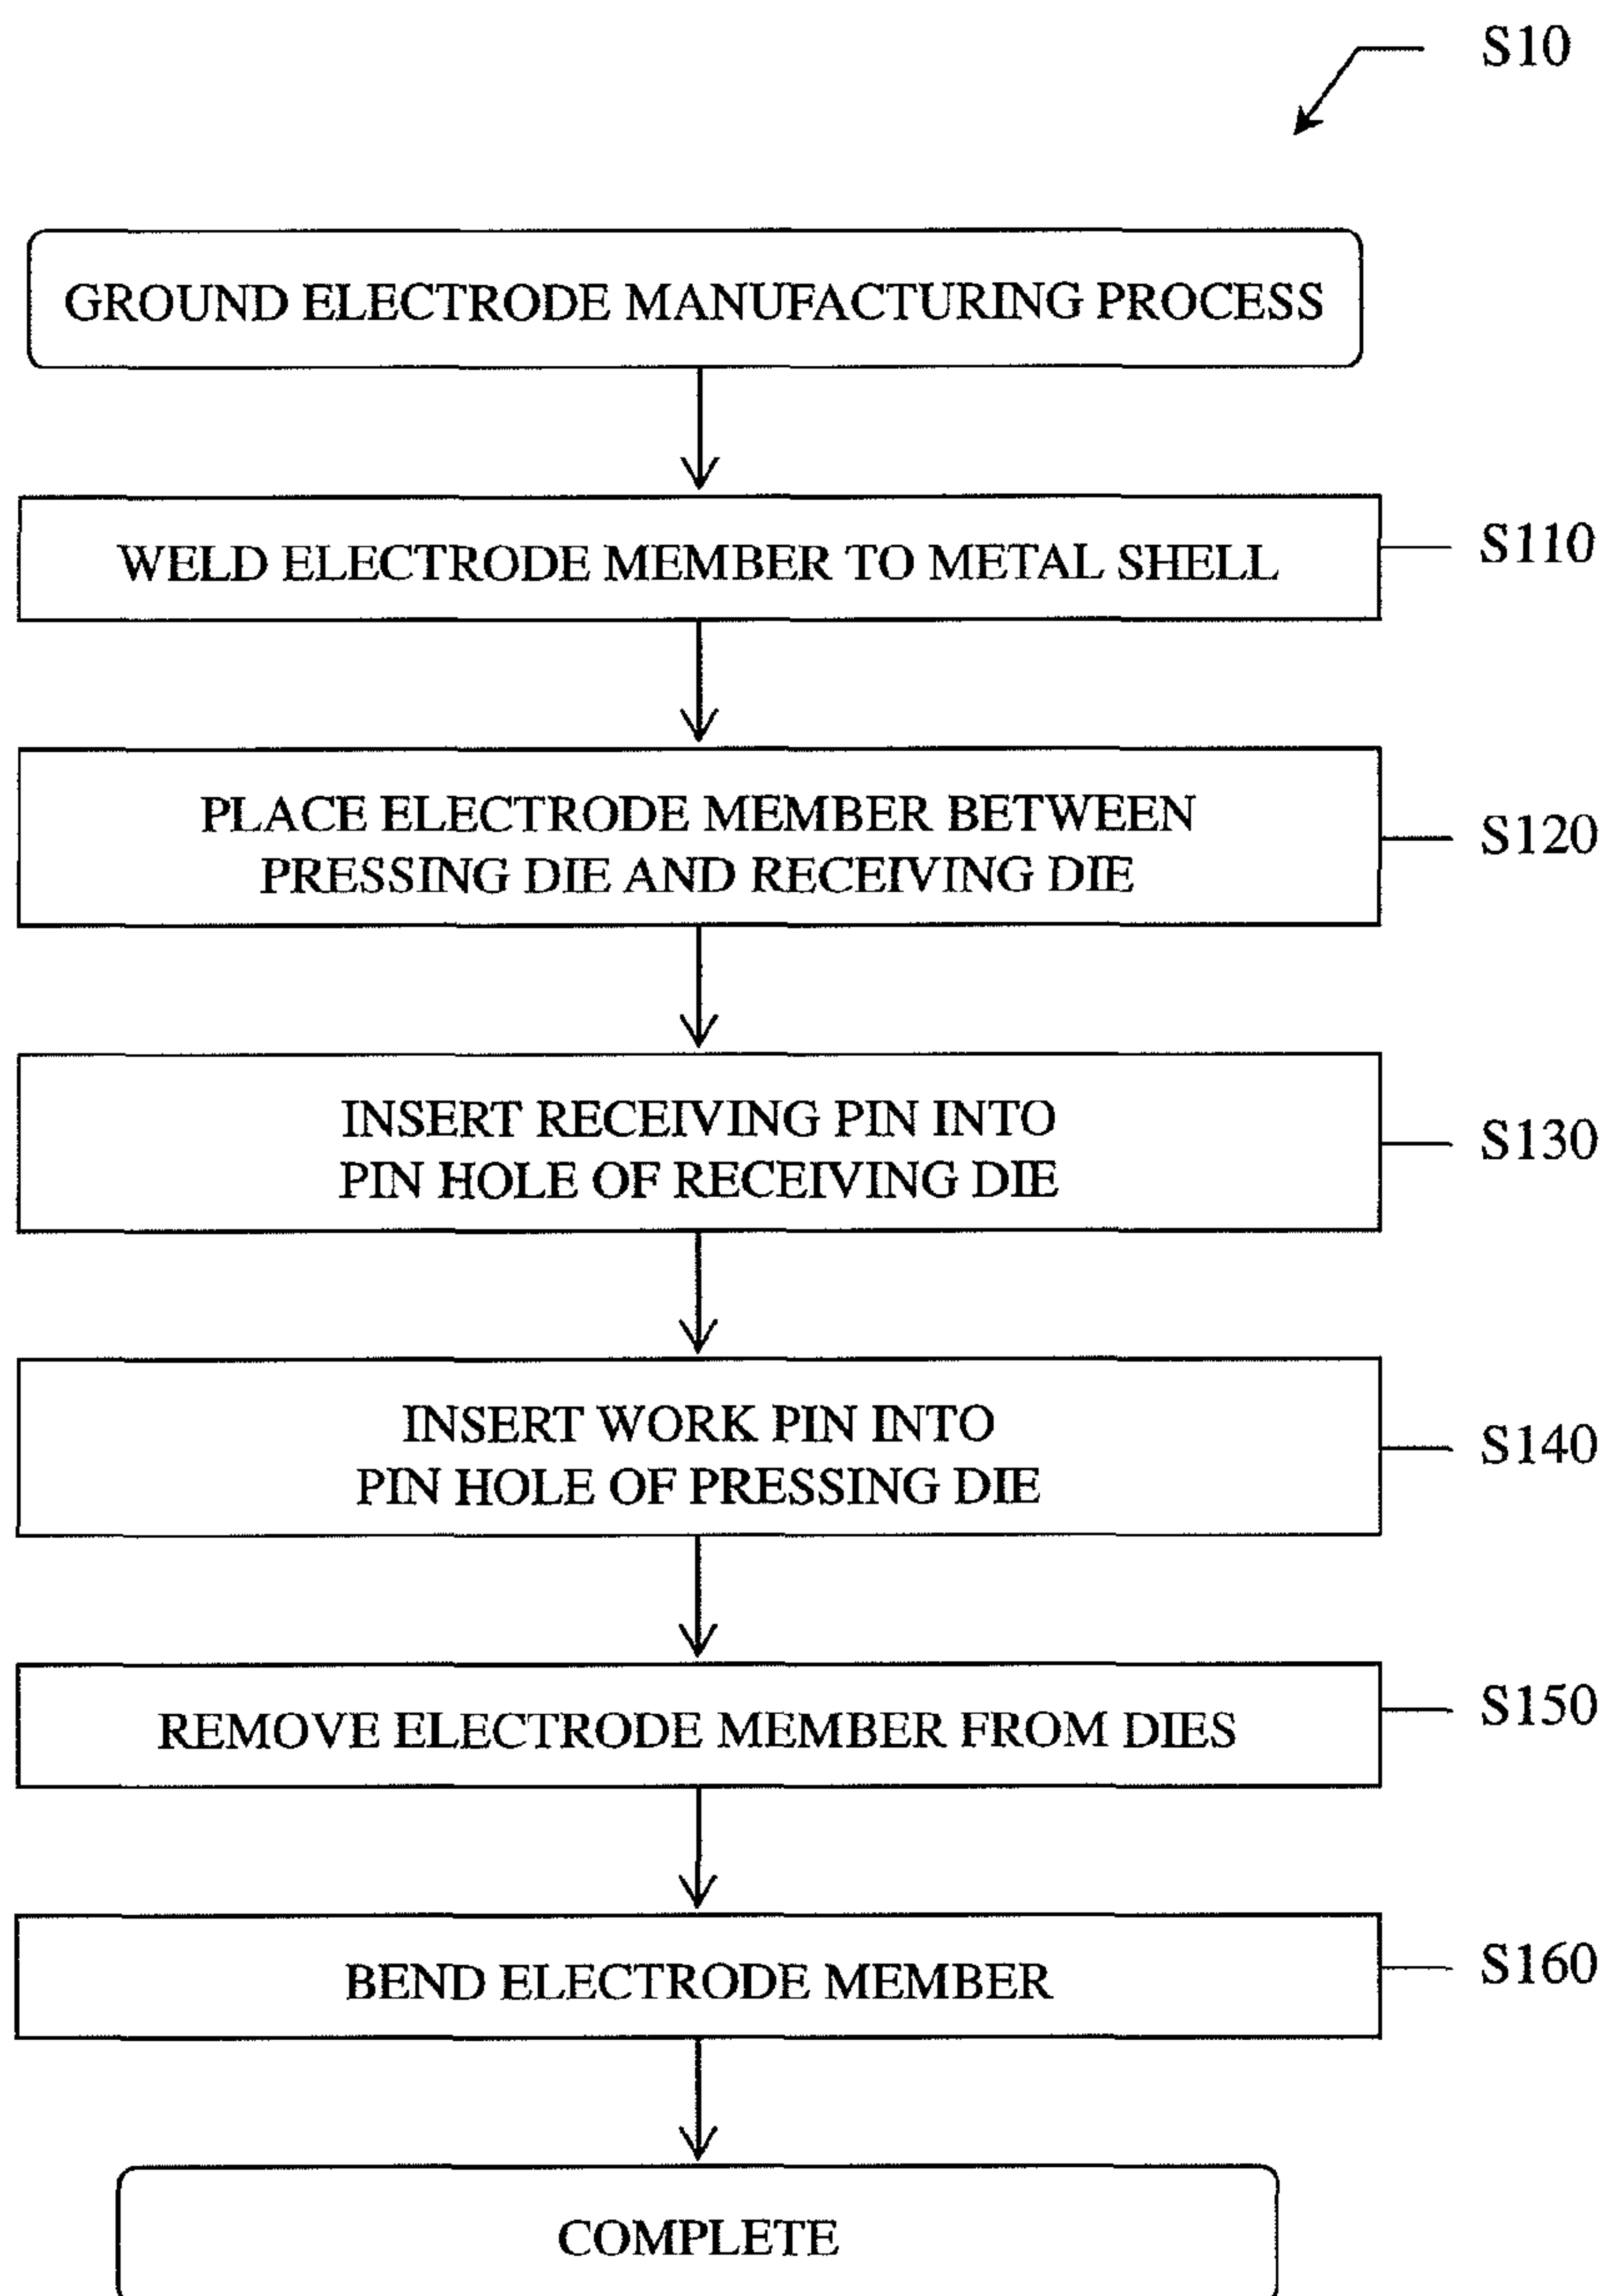 S10
GROUND ELECTRODE MANUFACTURING PROCESS
WELD ELECTRODE MEMBER TO METAL SHELL
S110
PLACE ELECTRODE MEMBER BETWEEN
PRESSING DIE AND RECEIVING DIE
S120
INSERT RECEIVING PIN INTO
PIN HOLE OF RECEIVING DIE
S130
INSERT WORK PIN INTO
PIN HOLE OF PRESSING DIE
S140
REMOVE ELECTRODE MEMBER FROM DIES
S150
BEND ELECTRODE MEMBER
S160
COMPLETE